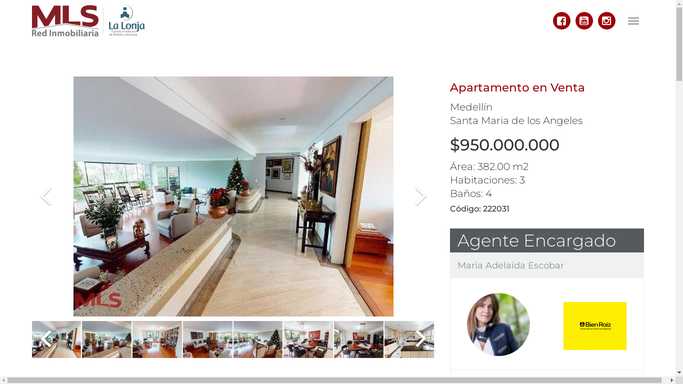 MLS
Red Inmobiliaria
La Lonja
Apartamento en Venta
Medellín
Santa Maria de los Angeles
$950.000.000
Área: 382.00 m2
Habitaciones: 3
Baños: 4
Código: 222031
Agente Encargado
Maria Adelaida Escobar
MLS
Bien Raiz